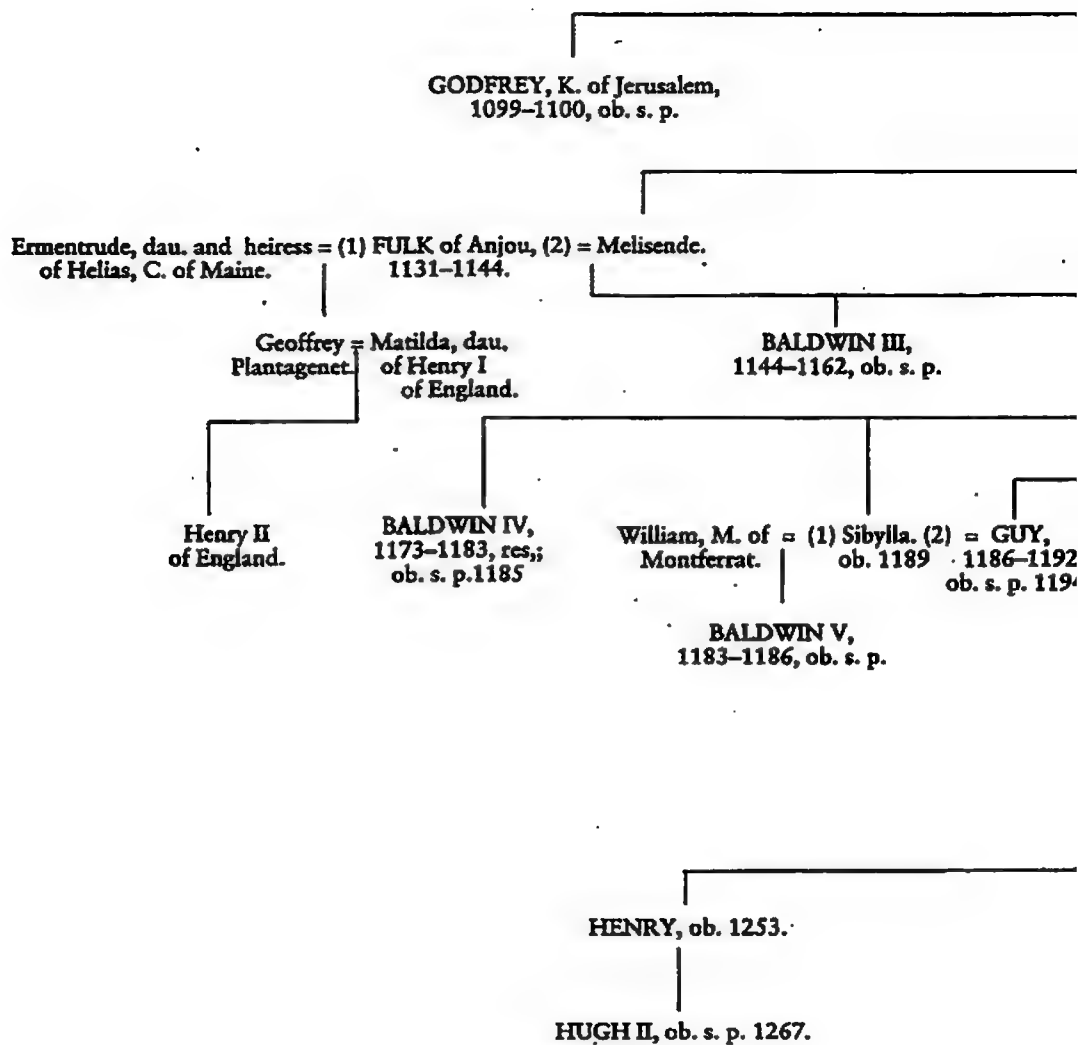 GODFREY, K. of Jerusalem,
1099–1100, ob. s. p.
Ermentrude, dau. and heiress = (1) FULK of Anjou, (2) = Melisende.
of Helias, C. of Maine. 1131–1144.
Geoffrey = Matilda, dau.
Plantagenet. of Henry I
of England.
BALDWIN III,
1144–1162, ob. s. p.
Henry II
of England.
BALDWIN IV,
1173–1183, res,;
ob. s. p.1185
William, M. of = (1) Sibylla. (2) = GUY,
Montferrat. ob. 1189 1186–1192
ob. s. p. 1194
BALDWIN V,
1183–1186, ob. s. p.
HENRY, ob. 1253.
HUGH II, ob. s. p. 1267.